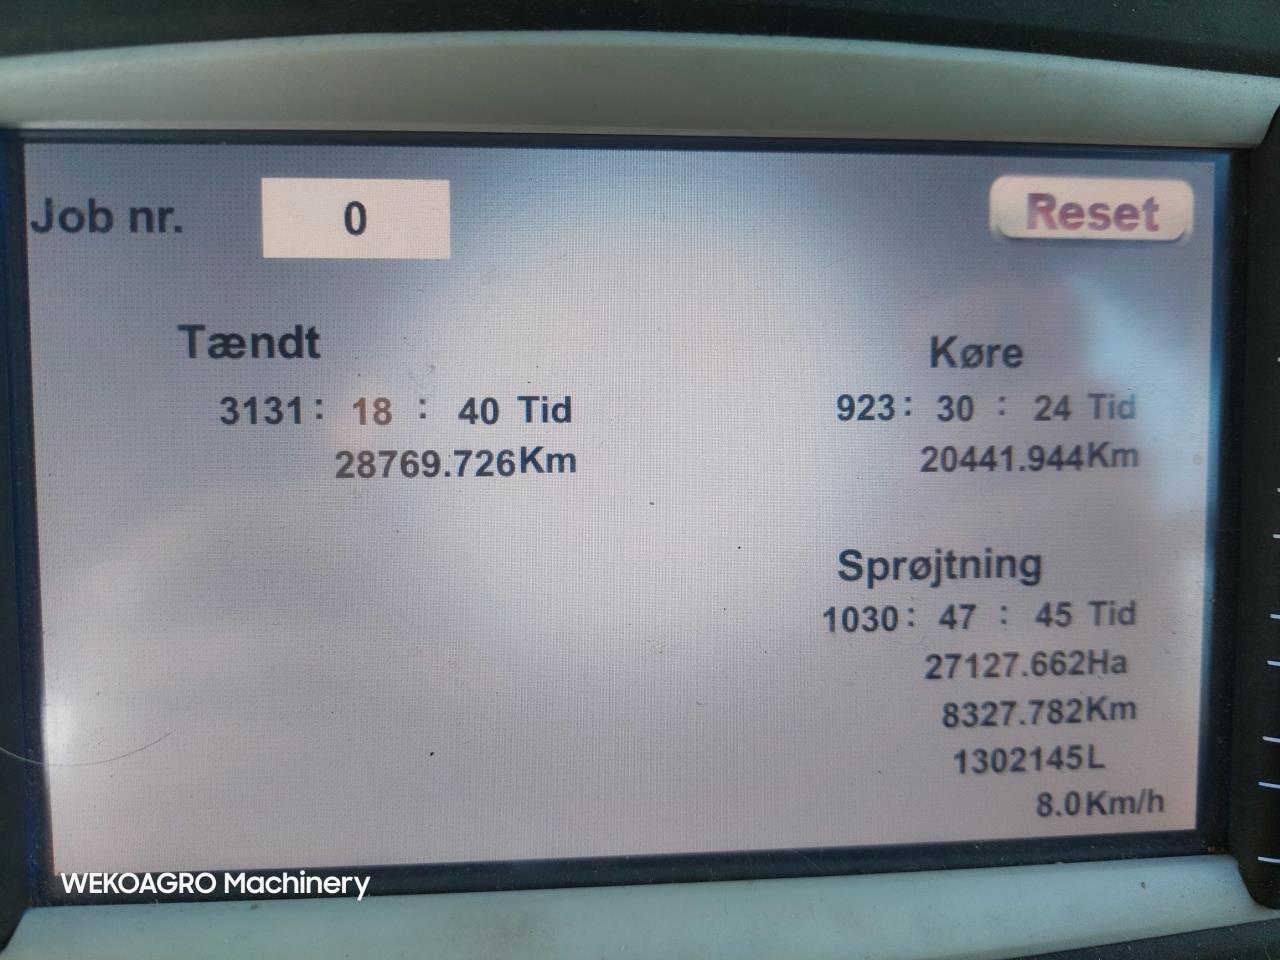 Job nr. 0 Reset
Tændt
3131: 18 : 40 Tid
28769.726Km
Køre
923: 30 : 24 Tid
20441.944Km
Sprøjtning
1030: 47 : 45 Tid
27127.662Ha
8327.782Km
1302145L
8.0Km/h
WEKOAGRO Machinery